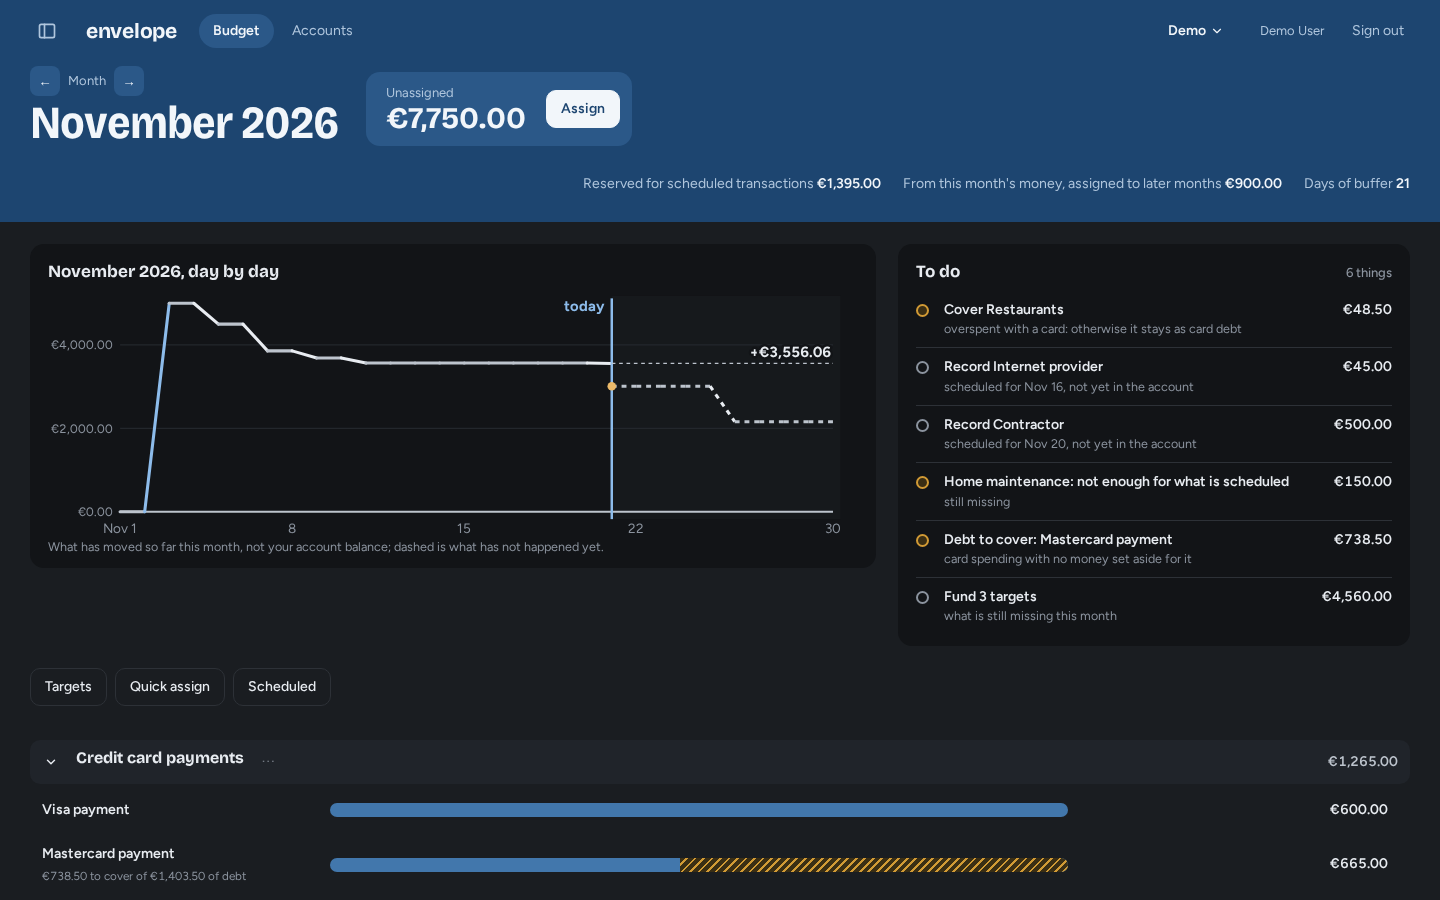 envelope
Budget
Accounts
Demo
Demo User
Sign out
← Month →
November 2026
Unassigned
€7,750.00
Assign
Reserved for scheduled transactions €1,395.00
From this month's money, assigned to later months €900.00
Days of buffer 21
November 2026, day by day
today
+€3,556.06
€4,000.00
€2,000.00
€0.00
Nov 1
8
15
22
30
What has moved so far this month, not your account balance; dashed is what has not happened yet.
To do
6 things
Cover Restaurants
€48.50
overspent with a card: otherwise it stays as card debt
Record Internet provider
€45.00
scheduled for Nov 16, not yet in the account
Record Contractor
€500.00
scheduled for Nov 20, not yet in the account
Home maintenance: not enough for what is scheduled
€150.00
still missing
Debt to cover: Mastercard payment
€738.50
card spending with no money set aside for it
Fund 3 targets
€4,560.00
what is still missing this month
Targets
Quick assign
Scheduled
Credit card payments
...
€1,265.00
Visa payment
€600.00
Mastercard payment
€665.00
€738.50 to cover of €1,403.50 of debt